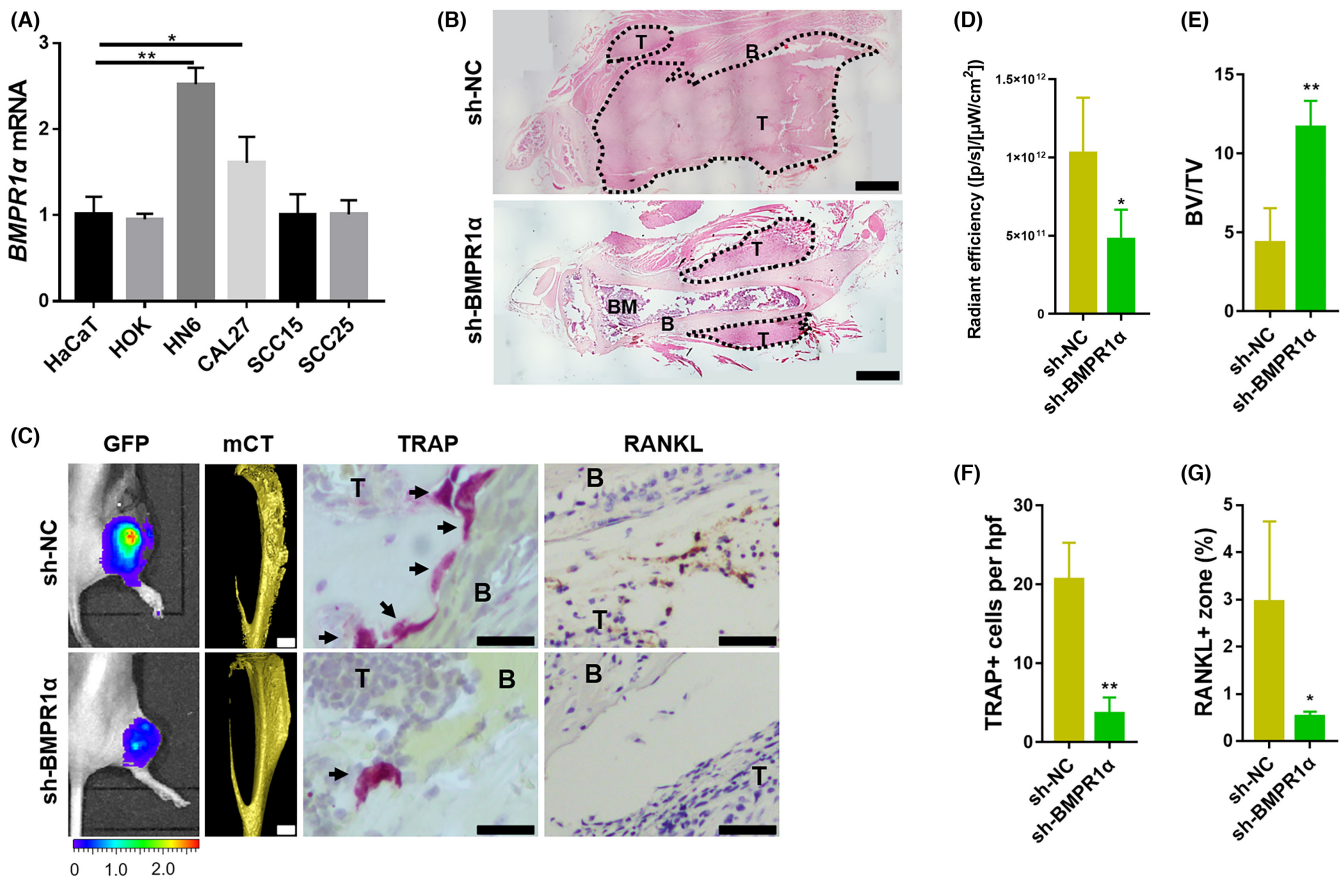 (A)
BMPR1α mRNA
3
2
1
0
* 
**
HaCaT
HOK
HN6
CAL27
SCC15
SCC25
(B)
sh-NC
T
B
T
sh-BMPR1α
T
BM
B
T
(C)
GFP
mCT
TRAP
RANKL
sh-NC
T
B
B
T
sh-BMPR1α
T
B
B
T
0 1.0 2.0
(D)
Radiant efficiency ([p/s]/[µW/cm²])
1.5×10¹²
1×10¹²
5×10¹¹
0
*
sh-NC
sh-BMPR1α
(E)
BV/TV
15
10
5
0
**
sh-NC
sh-BMPR1α
(F)
TRAP+ cells per hpf
30
20
10
0
**
sh-NC
sh-BMPR1α
(G)
RANKL+ zone (%)
5
4
3
2
1
0
*
sh-NC
sh-BMPR1α